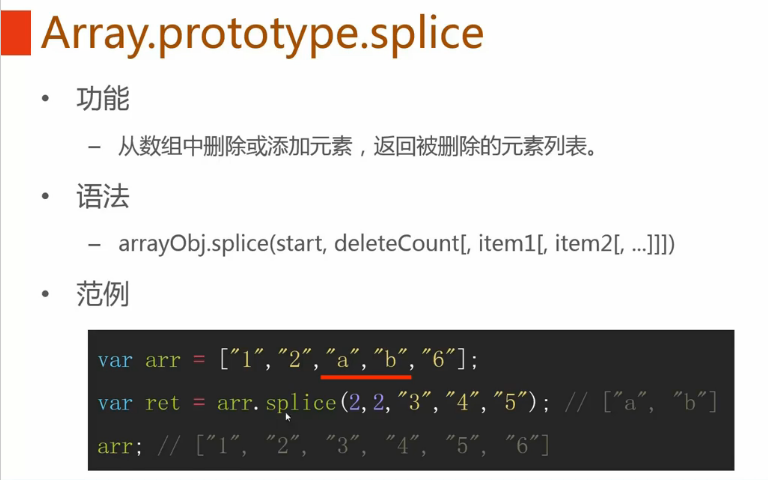 Array.prototype.splice
• 功能
– 从数组中删除或添加元素，返回被删除的元素列表。
• 语法
– arrayObj.splice(start, deleteCount[, item1[, item2[, ...]]])
• 范例
var arr = ["1","2","a","b","6"];
var ret = arr.splice(2,2,"3","4","5"); // ["a", "b"]
arr; // ["1", "2", "3", "4", "5", "6"]